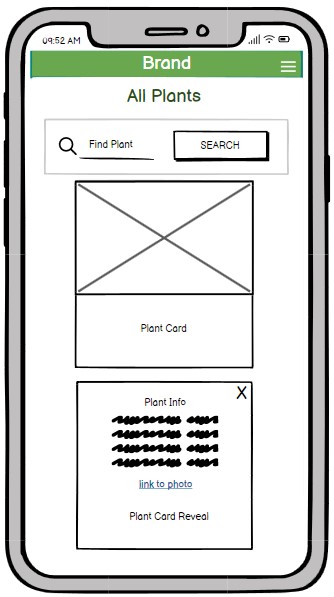 09:52 AM
Brand
All Plants
Find Plant
SEARCH
Plant Card
X
Plant Info
link to photo
Plant Card Reveal